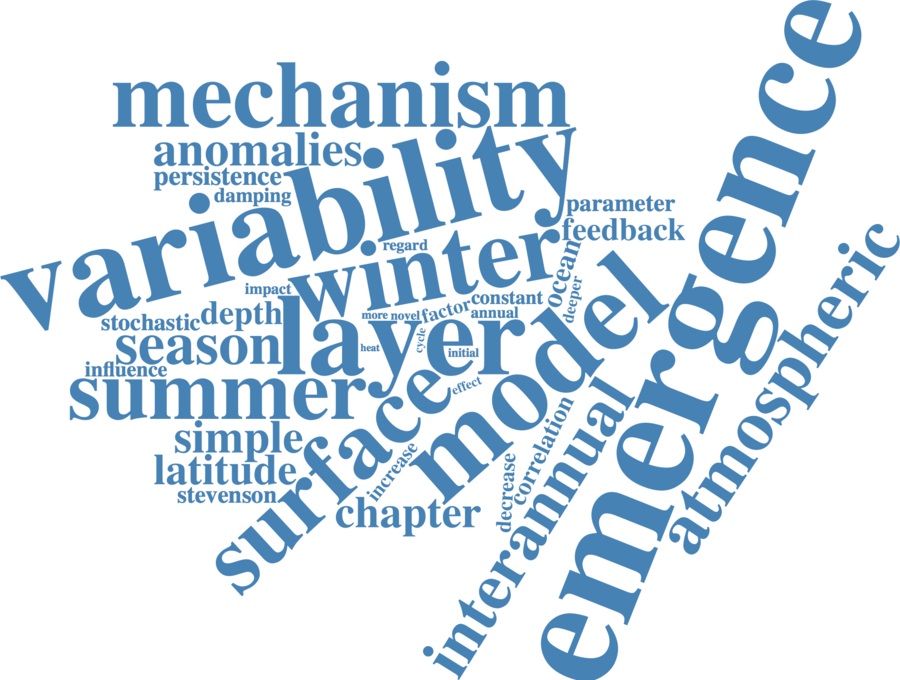 mechanism
anomalies
persistence
damping
variability
emergence
parameter
feedback
regard
winter
ocean
deeper
atmospheric
impact
constant
annual
factor
more
novel
stochastic
depth
layer
season
heat
cycle
initial
influence
summer
effect
model
simple
surface
latitude
increase
stevenson
chapter
decrease
correlation
interannual